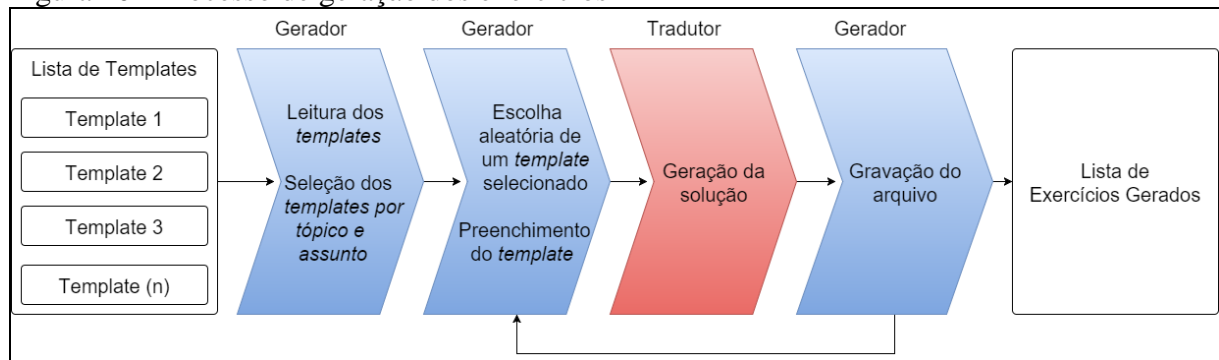 Gerador
Gerador
Tradutor
Gerador
Lista de Templates
Template 1
Template 2
Template 3
Template (n)
Leitura dos
templates
Seleção dos
templates por
tópico e
assunto
Escolha
aleatória de
um template
selecionado
Preenchimento
do template
Geração da
solução
Gravação do
arquivo
Lista de
Exercícios Gerados